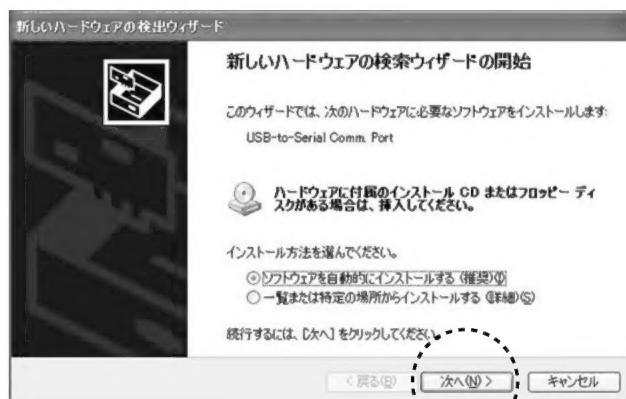 新しいハードウェアの検出ウィザード
新しいハードウェアの検索ウィザードの開始
このウィザードでは、次のハードウェアに必要なソフトウェアをインストールします:
USB-to-Serial Comm. Port
ハードウェアに付属のインストール CD またはフロッピー ディ
スクがある場合は、挿入してください。
インストール方法を選んでください。
ソフトウェアを自動的にインストールする (推奨)(I)
一覧または特定の場所からインストールする (詳細)(S)
続行するには、[次へ] をクリックしてください。
< 戻る(B)
次へ(N) >
キャンセル